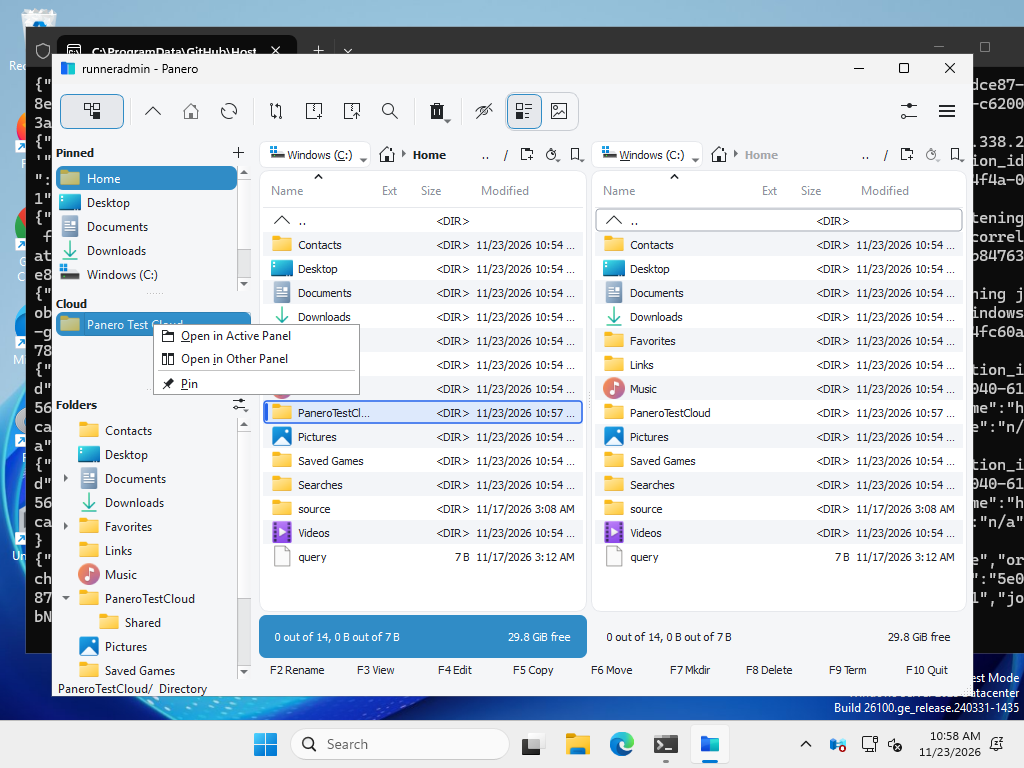 C:\ProgramData\GitHub\Host
runneradmin - Panero
Pinned
Home
Desktop
Documents
Downloads
Windows (C:)
Cloud
Panero Test Cloud
Open in Active Panel
Open in Other Panel
Pin
Folders
Contacts
Desktop
Documents
Downloads
Favorites
Links
Music
PaneroTestCloud
Shared
Pictures
Saved Games
PaneroTestCloud/ Directory
Windows (C:) Home .. /
Name Ext Size Modified
.. <DIR>
Contacts <DIR> 11/23/2026 10:54 ...
Desktop <DIR> 11/23/2026 10:54 ...
Documents <DIR> 11/23/2026 10:54 ...
Downloads <DIR> 11/23/2026 10:54 ...
<DIR> 11/23/2026 10:54 ...
<DIR> 11/23/2026 10:54 ...
<DIR> 11/23/2026 10:54 ...
PaneroTestCl... <DIR> 11/23/2026 10:57 ...
Pictures <DIR> 11/23/2026 10:54 ...
Saved Games <DIR> 11/23/2026 10:54 ...
Searches <DIR> 11/23/2026 10:54 ...
source <DIR> 11/17/2026 3:08 AM
Videos <DIR> 11/23/2026 10:54 ...
query 7 B 11/17/2026 3:12 AM
0 out of 14, 0 B out of 7 B 29.8 GiB free
Windows (C:) Home .. /
Name Ext Size Modified
.. <DIR>
Contacts <DIR> 11/23/2026 10:54 ...
Desktop <DIR> 11/23/2026 10:54 ...
Documents <DIR> 11/23/2026 10:54 ...
Downloads <DIR> 11/23/2026 10:54 ...
Favorites <DIR> 11/23/2026 10:54 ...
Links <DIR> 11/23/2026 10:54 ...
Music <DIR> 11/23/2026 10:54 ...
PaneroTestCloud <DIR> 11/23/2026 10:57 ...
Pictures <DIR> 11/23/2026 10:54 ...
Saved Games <DIR> 11/23/2026 10:54 ...
Searches <DIR> 11/23/2026 10:54 ...
source <DIR> 11/17/2026 3:08 AM
Videos <DIR> 11/23/2026 10:54 ...
query 7 B 11/17/2026 3:12 AM
0 out of 14, 0 B out of 7 B 29.8 GiB free
F2 Rename F3 View F4 Edit F5 Copy F6 Move F7 Mkdir F8 Delete F9 Term F10 Quit
Build 26100.ge_release.240331-1435
Search
10:58 AM
11/23/2026